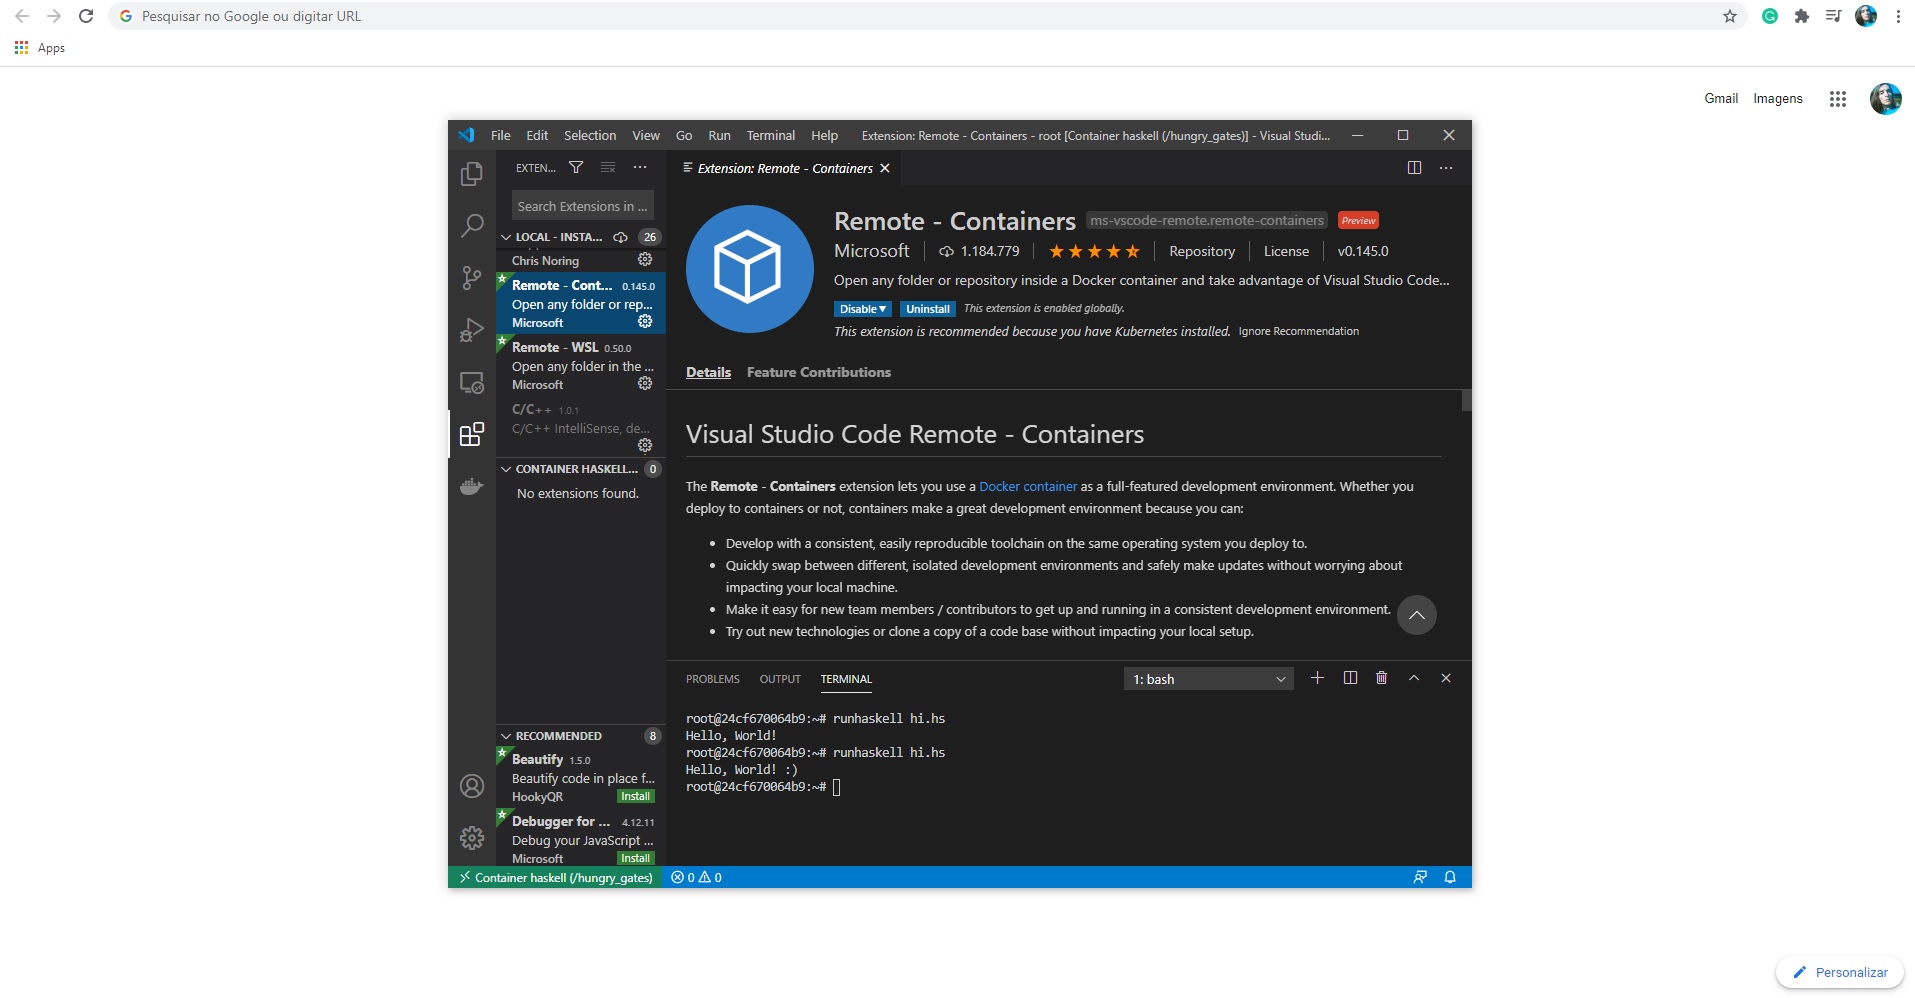 Pesquisar no Google ou digitar URL
Apps
Gmail Imagens
File Edit Selection View Go Run Terminal Help Extension: Remote - Containers - root [Container haskell (/hungry_gates)] - Visual Studi...
EXTEN...
Extension: Remote - Containers
Search Extensions in ...
LOCAL - INSTA... 26
Chris Noring
Remote - Cont... 0.145.0
Open any folder or rep...
Microsoft
Remote - WSL 0.50.0
Open any folder in the ...
Microsoft
C/C++ 1.0.1
C/C++ IntelliSense, de...
CONTAINER HASKELL... 0
No extensions found.
RECOMMENDED 8
Beautify 1.5.0
Beautify code in place f...
HookyQR Install
Debugger for ... 4.12.11
Debug your JavaScript ...
Microsoft Install
Remote - Containers ms-vscode-remote.remote-containers Preview
Microsoft 1.184.779 Repository License v0.145.0
Open any folder or repository inside a Docker container and take advantage of Visual Studio Code...
Disable Uninstall This extension is enabled globally.
This extension is recommended because you have Kubernetes installed. Ignore Recommendation
Details Feature Contributions
Visual Studio Code Remote - Containers
The Remote - Containers extension lets you use a Docker container as a full-featured development environment. Whether you
deploy to containers or not, containers make a great development environment because you can:
• Develop with a consistent, easily reproducible toolchain on the same operating system you deploy to.
• Quickly swap between different, isolated development environments and safely make updates without worrying about
impacting your local machine.
• Make it easy for new team members / contributors to get up and running in a consistent development environment.
• Try out new technologies or clone a copy of a code base without impacting your local setup.
PROBLEMS OUTPUT TERMINAL 1: bash
root@24cf670064b9:~# runhaskell hi.hs
Hello, World!
root@24cf670064b9:~# runhaskell hi.hs
Hello, World! :)
root@24cf670064b9:~#
Container haskell (/hungry_gates) 0 0
Personalizar